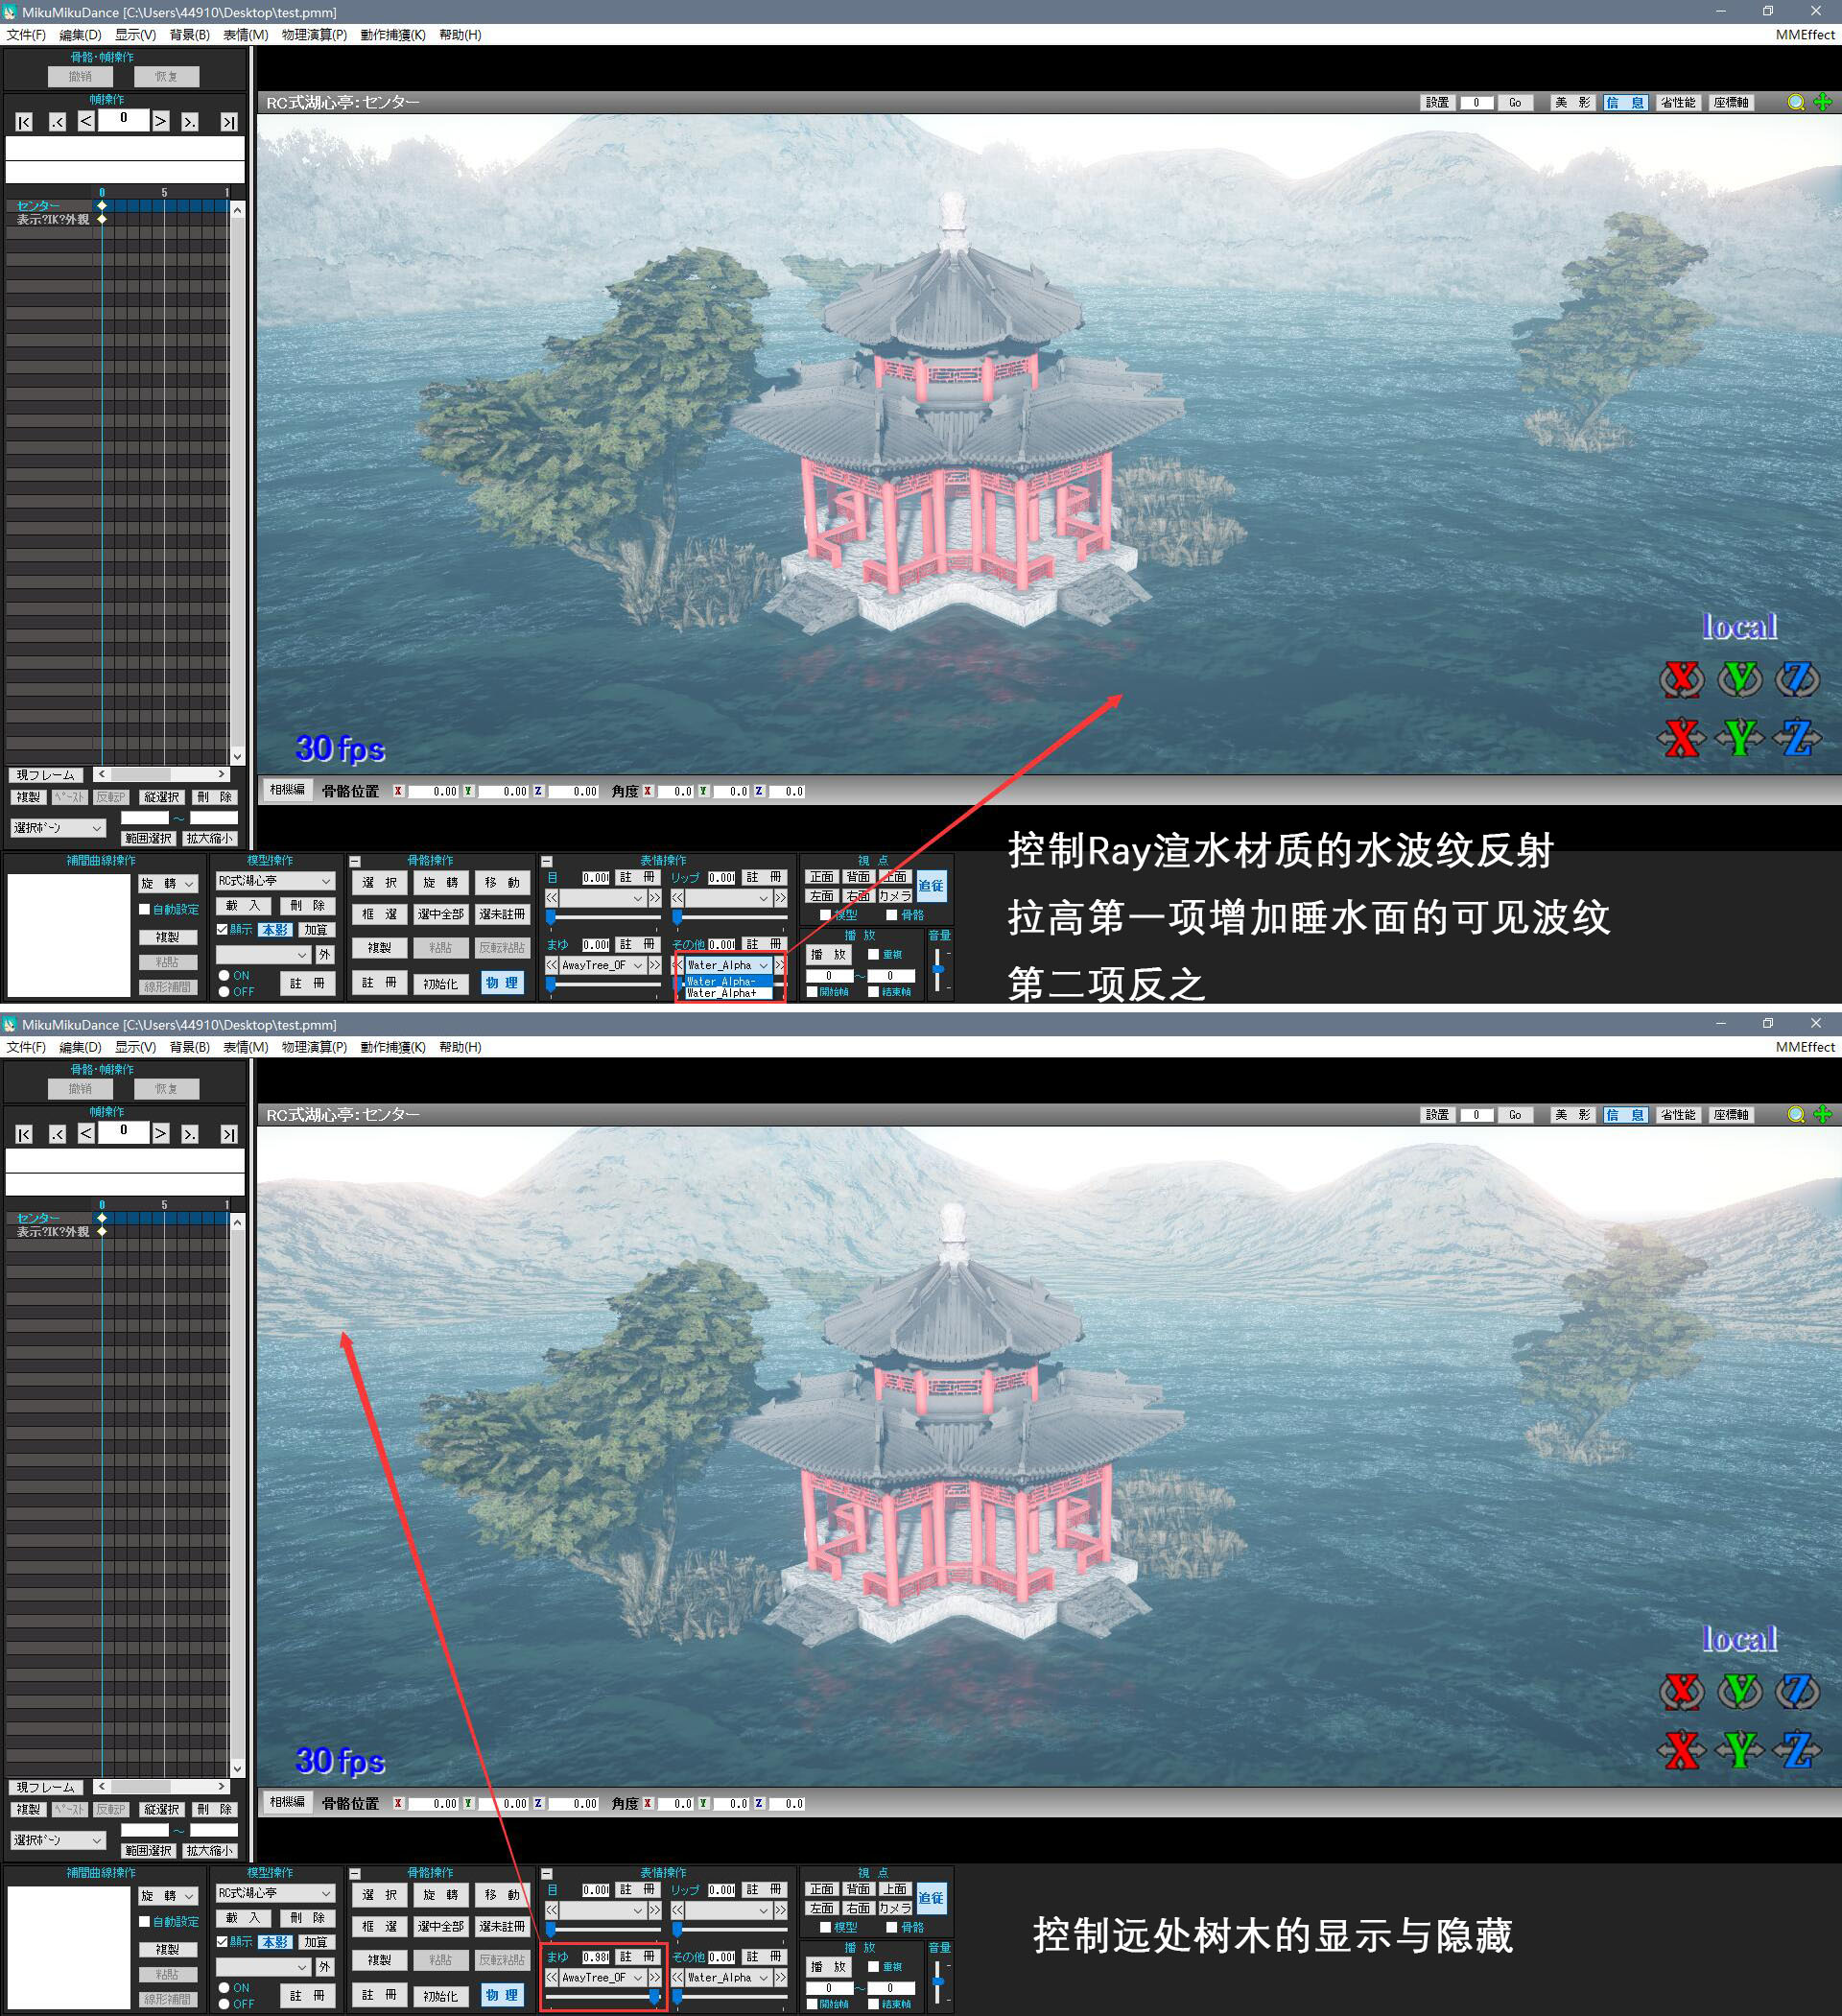 MikuMikuDance [C:\Users\44910\Desktop\test.pmm]
文件(F) 編集(D) 显示(V) 背景(B) 表情(M) 物理演算(P) 動作捕獲(K) 帮助(H) MMEffect
骨骼･幀操作
撤销 恢复
幀操作
|< .< < 0 > >. >|
RC式湖心亭:センター
設置 0 Go 美 影 信 息 省性能 座標軸
0 5 1
センター
表示?IK?外親
local
X Y Z
X Y Z
30 fps
現フレーム
複製 ﾍﾟｰｽﾄ 反転P 縦選択 刪 除
選択ﾎﾞｰﾝ ～
範囲選択 拡大縮小
相機編 骨骼位置 X 0.00 Y 0.00 Z 0.00 角度 X 0.0 Y 0.0 Z 0.0
控制Ray渲水材质的水波纹反射
拉高第一项增加睡水面的可见波纹
第二项反之
補間曲線操作
旋 轉
自動設定
複製
粘貼
線形補間
模型操作
RC式湖心亭
載 入 刪 除
顯示 本影 加算
外
ON
OFF
註 冊
骨骼操作
選 択 旋 轉 移 動
框 選 選中全部 選未註冊
複製 粘貼 反転粘貼
註 冊 初始化 物 理
表情操作
目 0.00 註 冊 リップ 0.00 註 冊
まゆ 0.00 註 冊 その他 0.00 註 冊
<< AwayTree_OF >> << Water_Alpha >>
Water_Alpha-
Water_Alpha+
視 点
正面 背面 上面 追従
左面 右面 カメラ
模型 骨骼
播 放 音量
播 放 重複
0 ～ 0
開始幀 結束幀
MikuMikuDance [C:\Users\44910\Desktop\test.pmm]
文件(F) 編集(D) 显示(V) 背景(B) 表情(M) 物理演算(P) 動作捕獲(K) 帮助(H) MMEffect
骨骼･幀操作
撤销 恢复
幀操作
|< .< < 0 > >. >|
RC式湖心亭:センター
設置 0 Go 美 影 信 息 省性能 座標軸
0 5 1
センター
表示?IK?外親
local
X Y Z
X Y Z
30 fps
現フレーム
複製 ﾍﾟｰｽﾄ 反転P 縦選択 刪 除
選択ﾎﾞｰﾝ ～
範囲選択 拡大縮小
相機編 骨骼位置 X 0.00 Y 0.00 Z 0.00 角度 X 0.0 Y 0.0 Z 0.0
控制远处树木的显示与隐藏
補間曲線操作
旋 轉
自動設定
複製
粘貼
線形補間
模型操作
RC式湖心亭
載 入 刪 除
顯示 本影 加算
外
ON
OFF
註 冊
骨骼操作
選 択 旋 轉 移 動
框 選 選中全部 選未註冊
複製 粘貼 反転粘貼
註 冊 初始化 物 理
表情操作
目 0.00 註 冊 リップ 0.00 註 冊
まゆ 0.98 註 冊 その他 0.00 註 冊
<< AwayTree_OF >> << Water_Alpha >>
視 点
正面 背面 上面 追従
左面 右面 カメラ
模型 骨骼
播 放 音量
播 放 重複
0 ～ 0
開始幀 結束幀